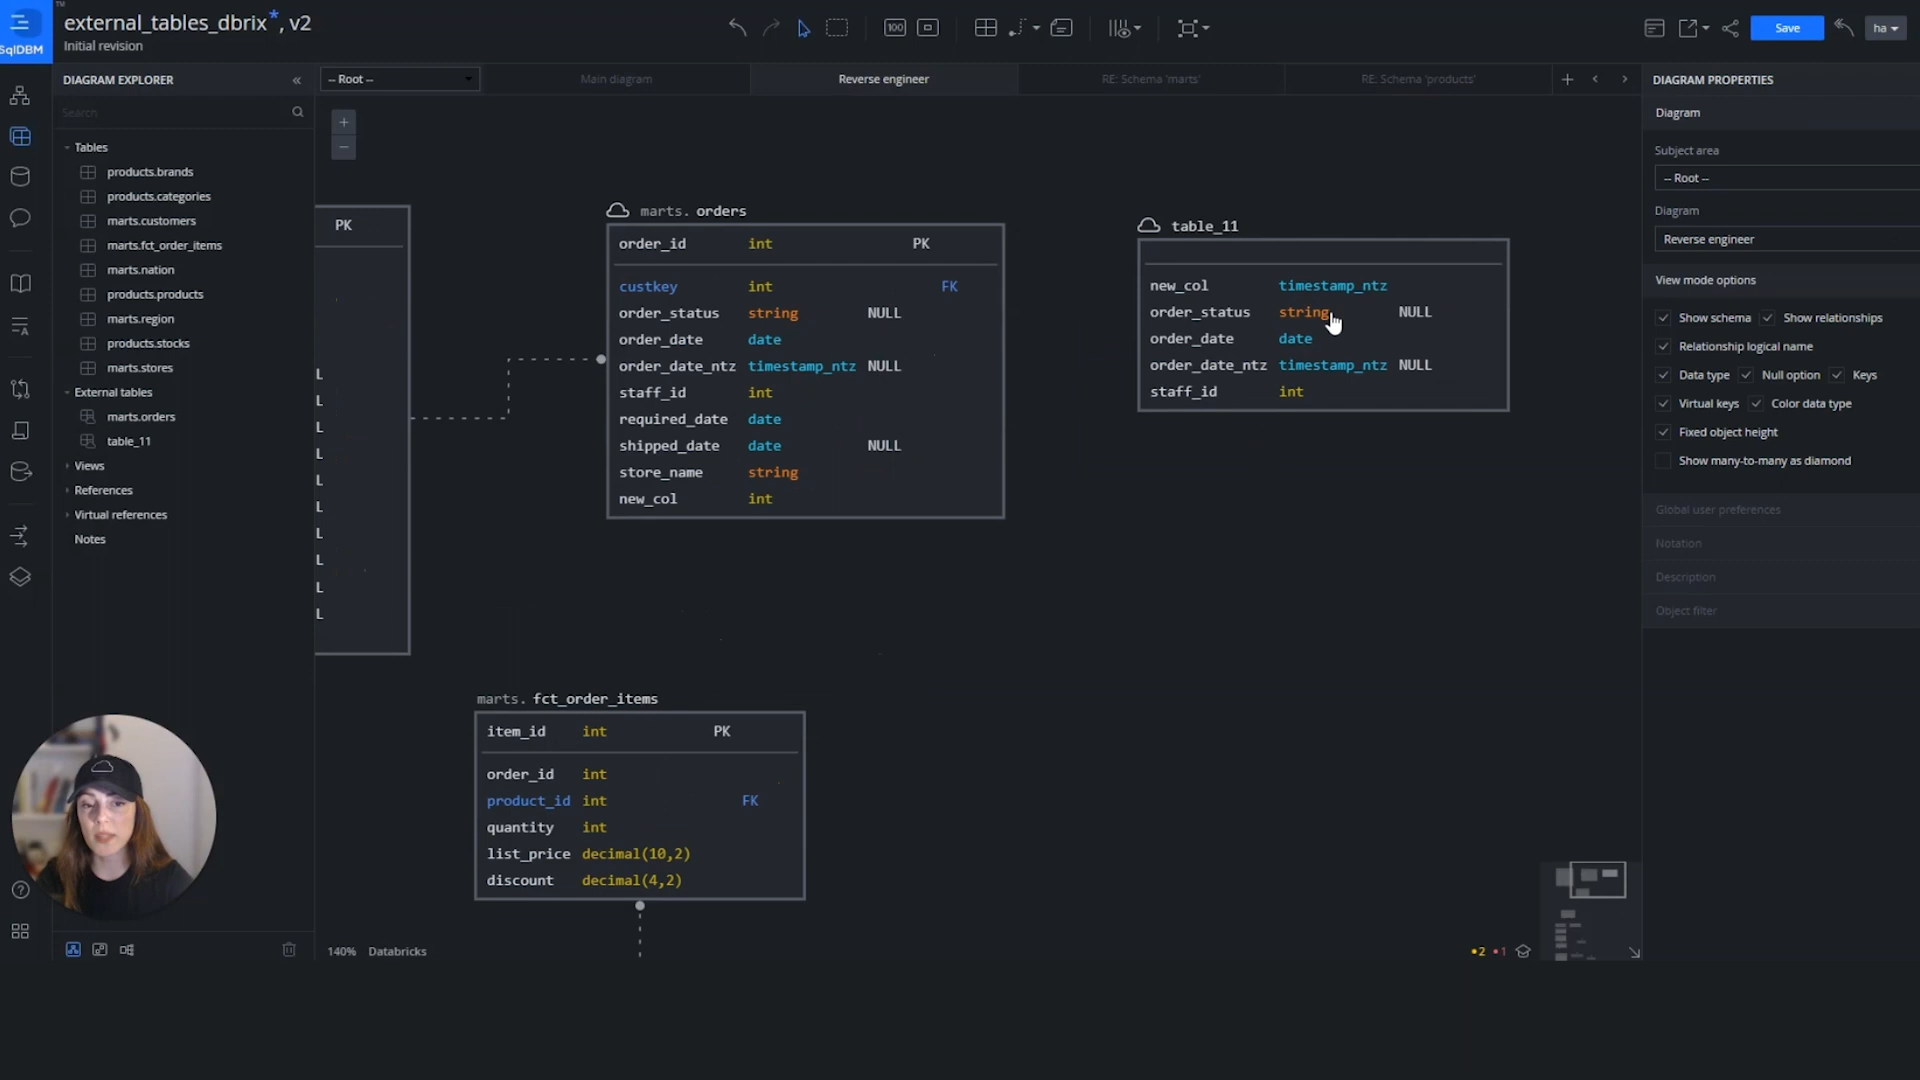 TM
external_tables_dbrix*, v2
Initial revision
SqlDBM
100
Save
ha
DIAGRAM EXPLORER
«
Search
Tables
products.brands
products.categories
marts.customers
marts.fct_order_items
marts.nation
products.products
marts.region
products.stocks
marts.stores
External tables
marts.orders
table_11
Views
References
Virtual references
Notes
-- Root --
Main diagram
Reverse engineer
RE: Schema 'marts'
RE: Schema 'products'
+
−
PK
L
L
L
L
L
L
L
L
L
L
marts. orders
order_id int PK
custkey int FK
order_status string NULL
order_date date
order_date_ntz timestamp_ntz NULL
staff_id int
required_date date
shipped_date date NULL
store_name string
new_col int
table_11
new_col timestamp_ntz
order_status string NULL
order_date date
order_date_ntz timestamp_ntz NULL
staff_id int
marts. fct_order_items
item_id int PK
order_id int
product_id int FK
quantity int
list_price decimal(10,2)
discount decimal(4,2)
140% Databricks
2 1
DIAGRAM PROPERTIES
Diagram
Subject area
-- Root --
Diagram
Reverse engineer
View mode options
Show schema Show relationships
Relationship logical name
Data type Null option Keys
Virtual keys Color data type
Fixed object height
Show many-to-many as diamond
Global user preferences
Notation
Description
Object filter